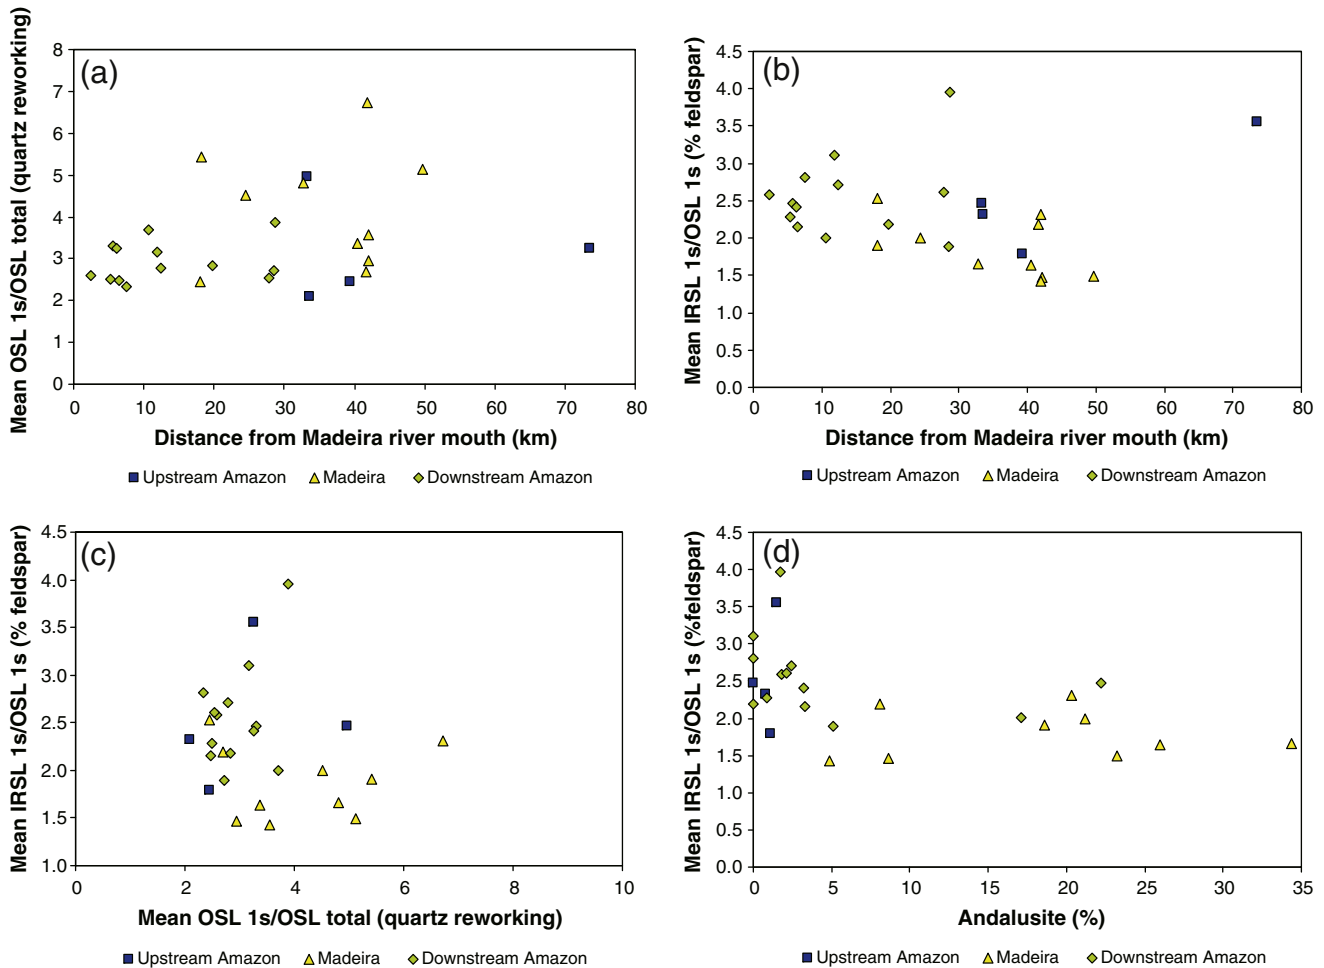 (a)
Mean OSL 1s/OSL total (quartz reworking)
8
7
6
5
4
3
2
1
0
0 10 20 30 40 50 60 70 80
Distance from Madeira river mouth (km)
Upstream Amazon Madeira Downstream Amazon
(b)
Mean IRSL 1s/OSL 1s (% feldspar)
4.5
4.0
3.5
3.0
2.5
2.0
1.5
1.0
0.5
0.0
0 10 20 30 40 50 60 70 80
Distance from Madeira river mouth (km)
Upstream Amazon Madeira Downstream Amazon
(c)
Mean IRSL 1s/OSL 1s (% feldspar)
4.5
4.0
3.5
3.0
2.5
2.0
1.5
1.0
0 2 4 6 8 10
Mean OSL 1s/OSL total (quartz reworking)
Upstream Amazon Madeira Downstream Amazon
(d)
Mean IRSL 1s/OSL 1s (%feldspar)
4.5
4.0
3.5
3.0
2.5
2.0
1.5
1.0
0.5
0.0
0 5 10 15 20 25 30 35
Andalusite (%)
Upstream Amazon Madeira Downstream Amazon